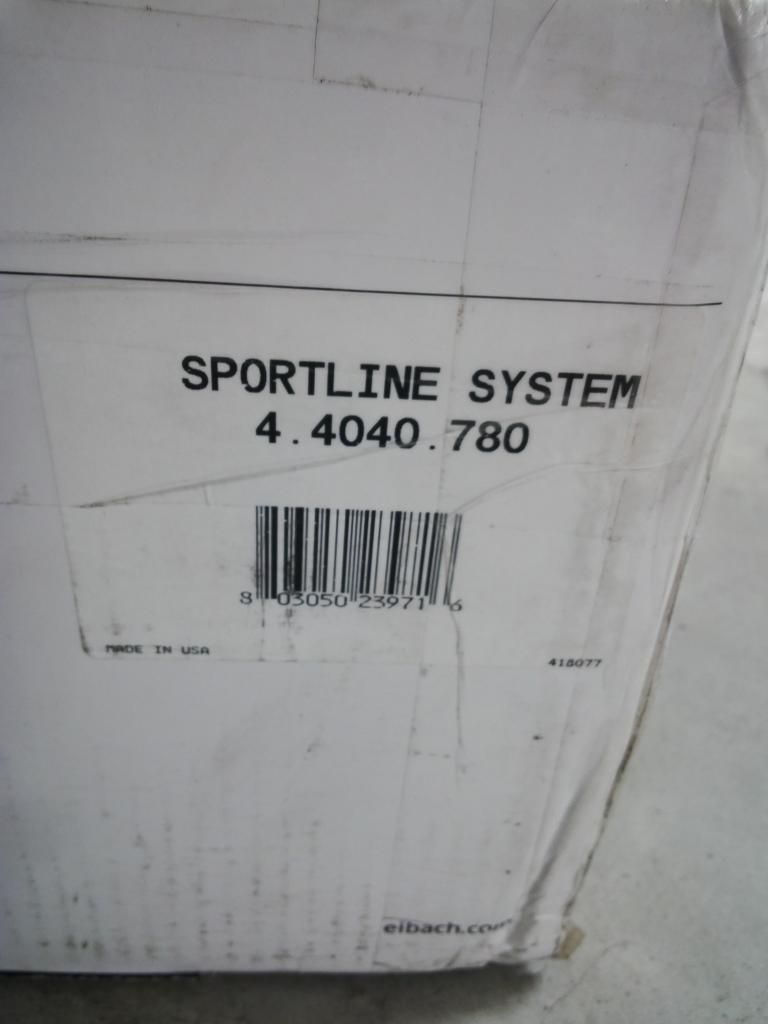 SPORTLINE SYSTEM
4.4040.780
8 03050 23971 6
MADE IN USA
418077
eibach.com